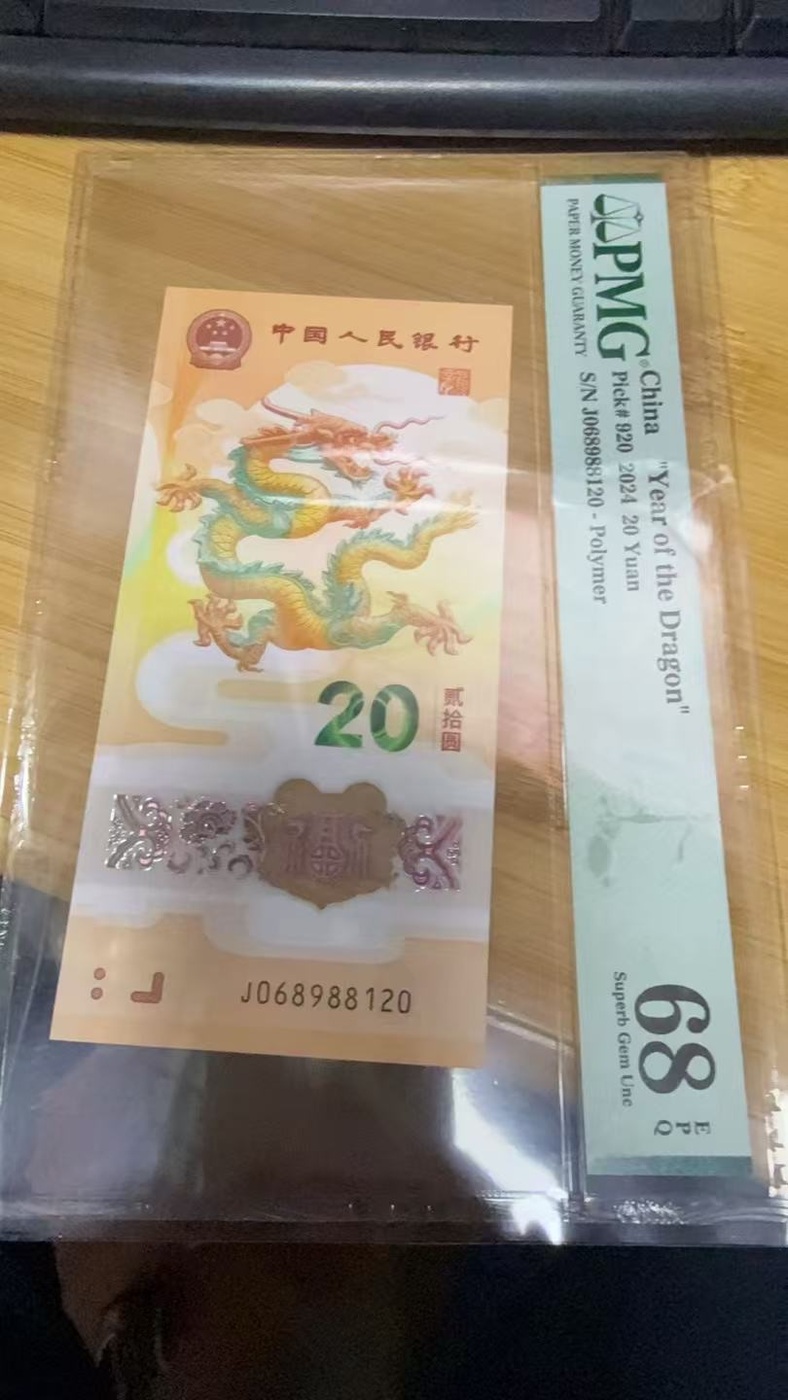 中国人民银行
20
贰拾圆
J068988120
PMG
PAPER MONEY GUARANTY
China "Year of the Dragon"
Pick# 920 2024 20 Yuan
S/N J068988120 - Polymer
68
EPQ
Superb Gem Unc